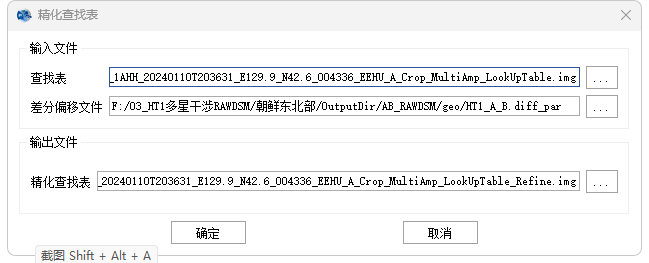 精化查找表
输入文件
查找表 _1AHH_20240110T203631_E129.9_N42.6_004336_EEHU_A_Crop_MultiAmp_LookUpTable.img ...
差分偏移文件 F:/03_HT1多星干涉RAWDSM/朝鲜东北部/OutputDir/AB_RAWDSM/geo/HT1_A_B.diff_par ...
输出文件
精化查找表 _20240110T203631_E129.9_N42.6_004336_EEHU_A_Crop_MultiAmp_LookUpTable_Refine.img ...
确定 取消
截图 Shift + Alt + A